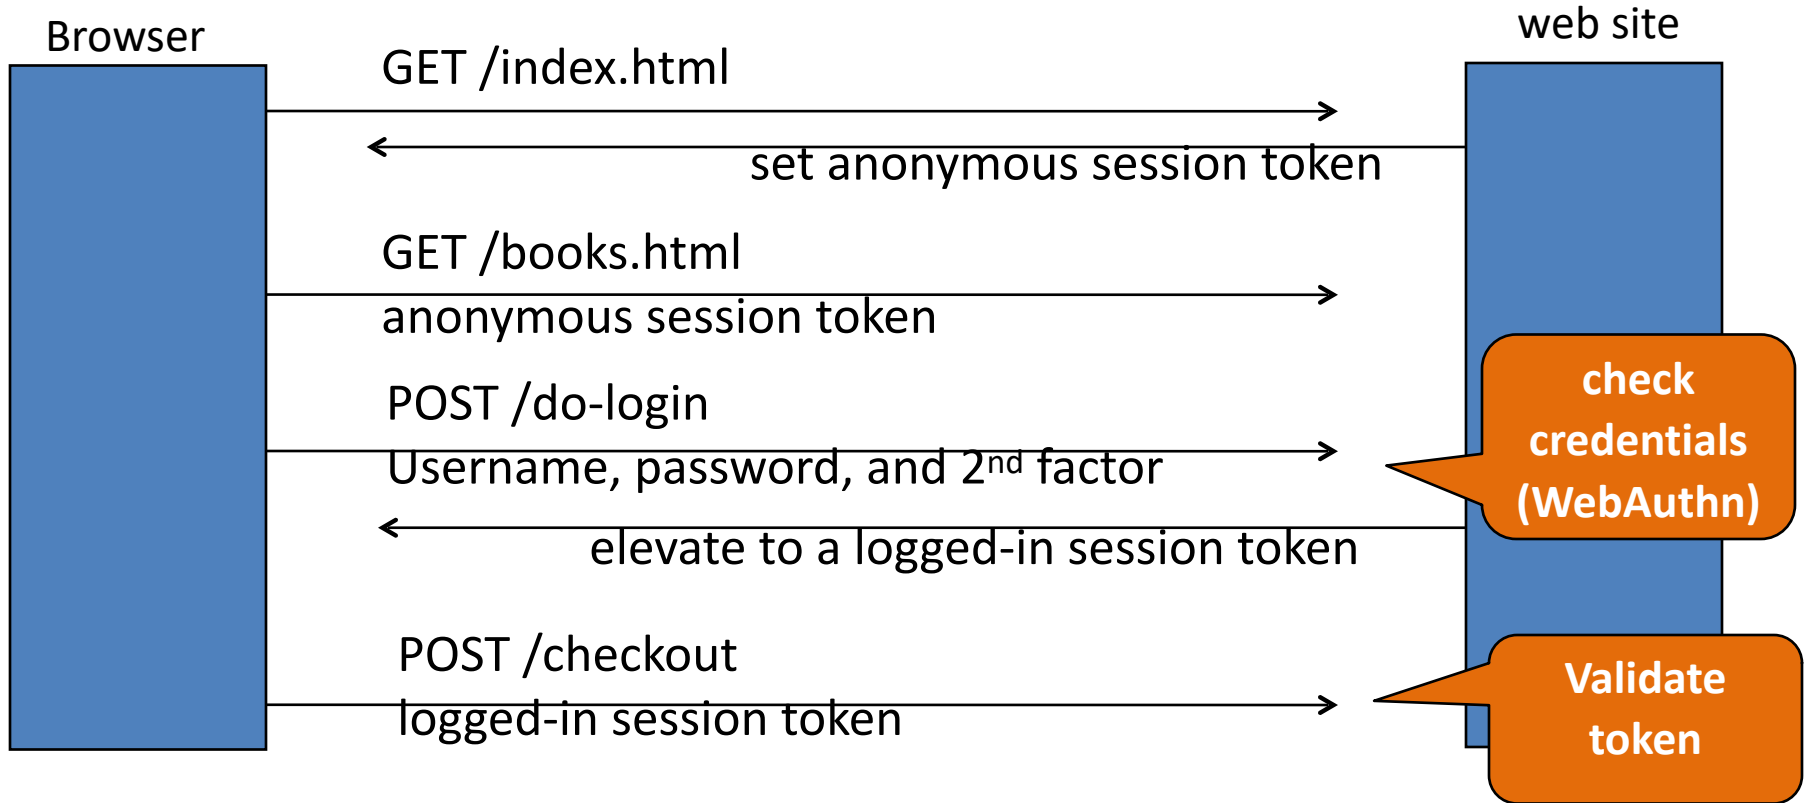 Browser
web site
GET /index.html
set anonymous session token
GET /books.html
anonymous session token
POST /do-login
Username, password, and 2nd factor
check
credentials
(WebAuthn)
elevate to a logged-in session token
POST /checkout
logged-in session token
Validate
token